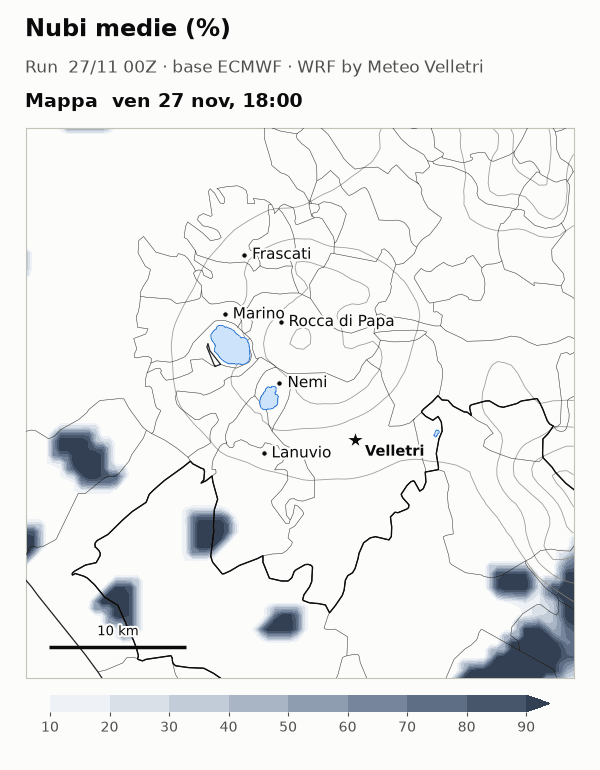 Nubi medie (%)
Run  27/11 00Z · base ECMWF · WRF by Meteo Velletri
Mappa  ven 27 nov, 18:00
Frascati
Marino
Rocca di Papa
Nemi
Lanuvio
Velletri
10 km
10 20 30 40 50 60 70 80 90